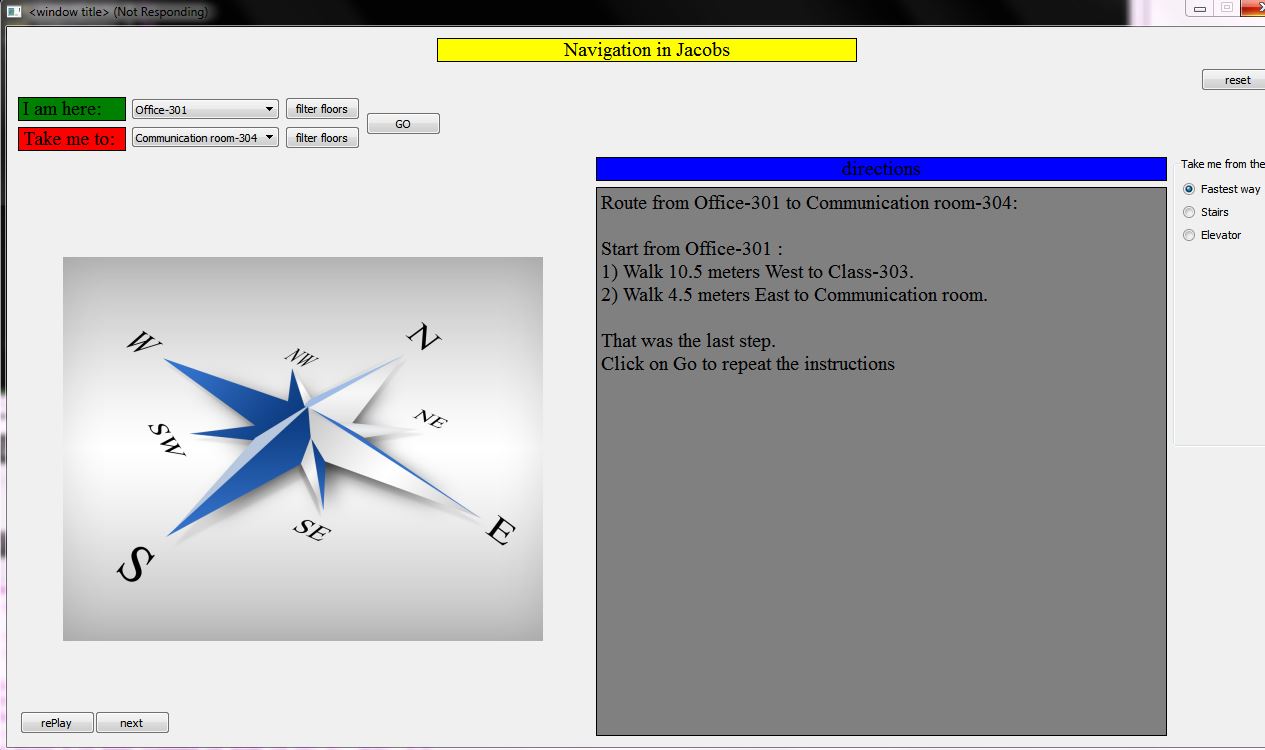 <window title> (Not Responding)
Navigation in Jacobs
reset
I am here:
Office-301
filter floors
GO
Take me to:
Communication room-304
filter floors
directions
Route from Office-301 to Communication room-304:
Start from Office-301 :
1) Walk 10.5 meters West to Class-303.
2) Walk 4.5 meters East to Communication room.
That was the last step.
Click on Go to repeat the instructions
Take me from the
Fastest way
Stairs
Elevator
W
NW
N
SW
NE
SE
E
S
rePlay
next